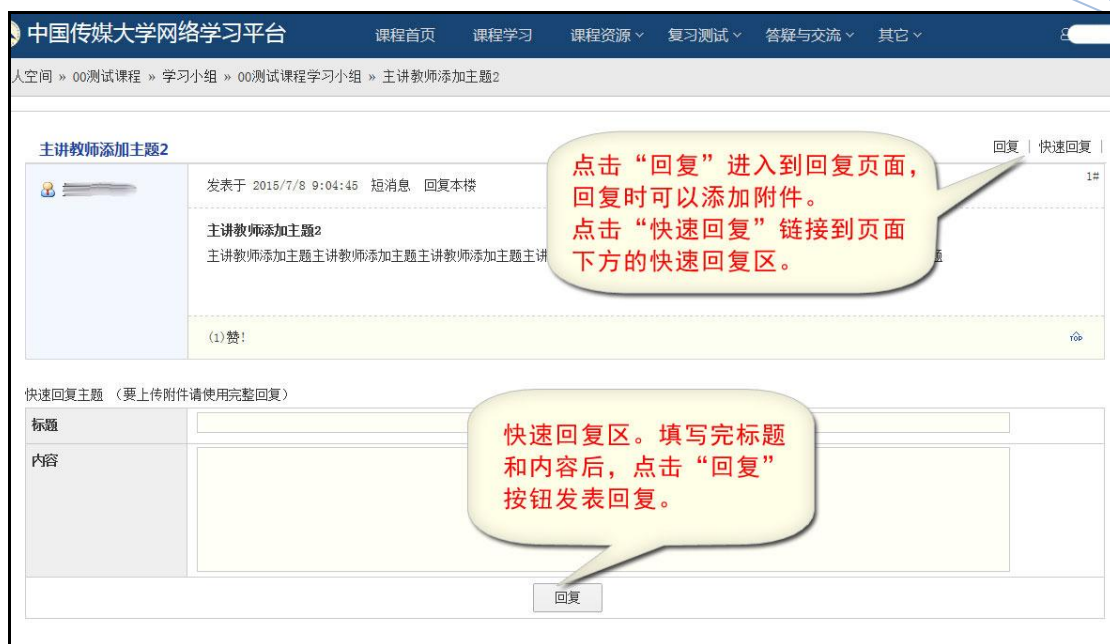 中国传媒大学网络学习平台 课程首页 课程学习 课程资源 复习测试 答疑与交流 其它
人空间 » 00测试课程 » 学习小组 » 00测试课程学习小组 » 主讲教师添加主题2
主讲教师添加主题2
回复 | 快速回复 |
发表于 2015/7/8 9:04:45 短消息 回复本楼
1#
主讲教师添加主题2
主讲教师添加主题主讲教师添加主题主讲教师添加主题主讲
点击“回复”进入到回复页面，
回复时可以添加附件。
点击“快速回复”链接到页面
下方的快速回复区。
(1)赞!
TOP
快速回复主题 （要上传附件请使用完整回复）
标题
内容
快速回复区。填写完标题
和内容后，点击“回复”
按钮发表回复。
回复